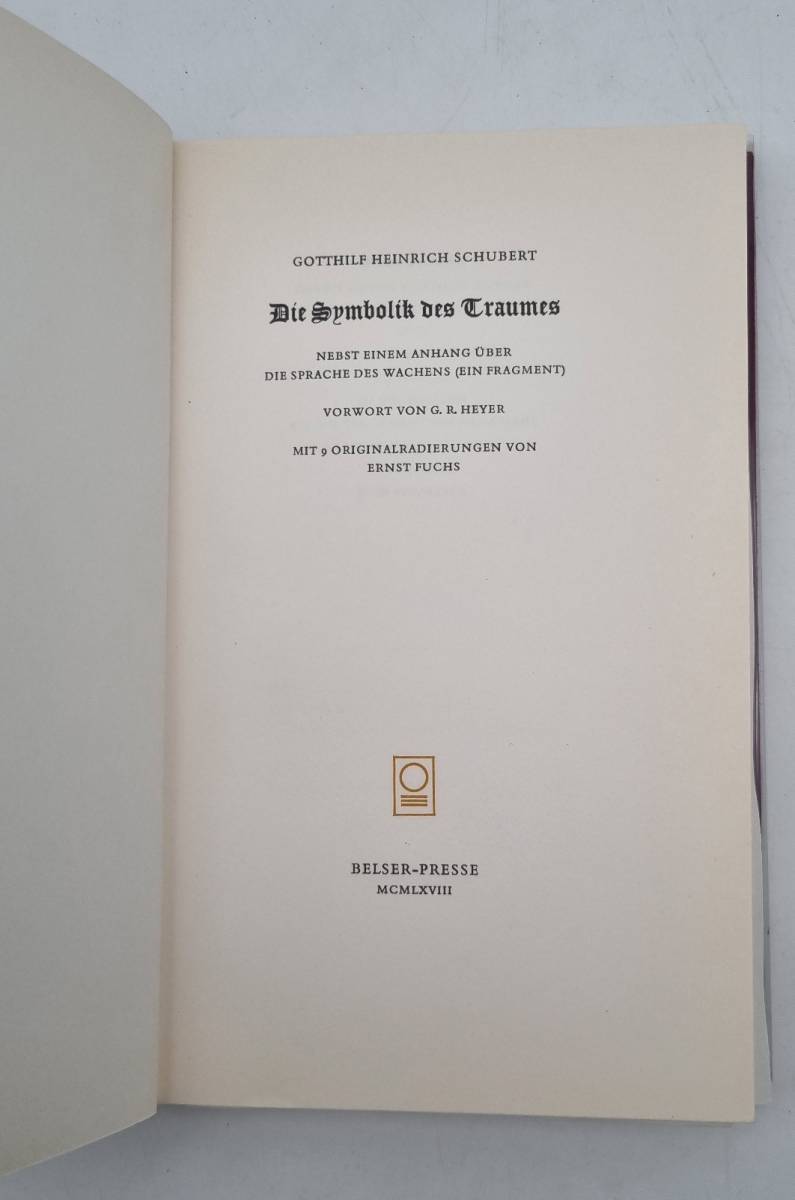 GOTTHILF HEINRICH SCHUBERT
Die Symbolik des Traumes
NEBST EINEM ANHANG ÜBER
DIE SPRACHE DES WACHENS (EIN FRAGMENT)
VORWORT VON G. R. HEYER
MIT 9 ORIGINALRADIERUNGEN VON
ERNST FUCHS
BELSER-PRESSE
MCMLXVIII